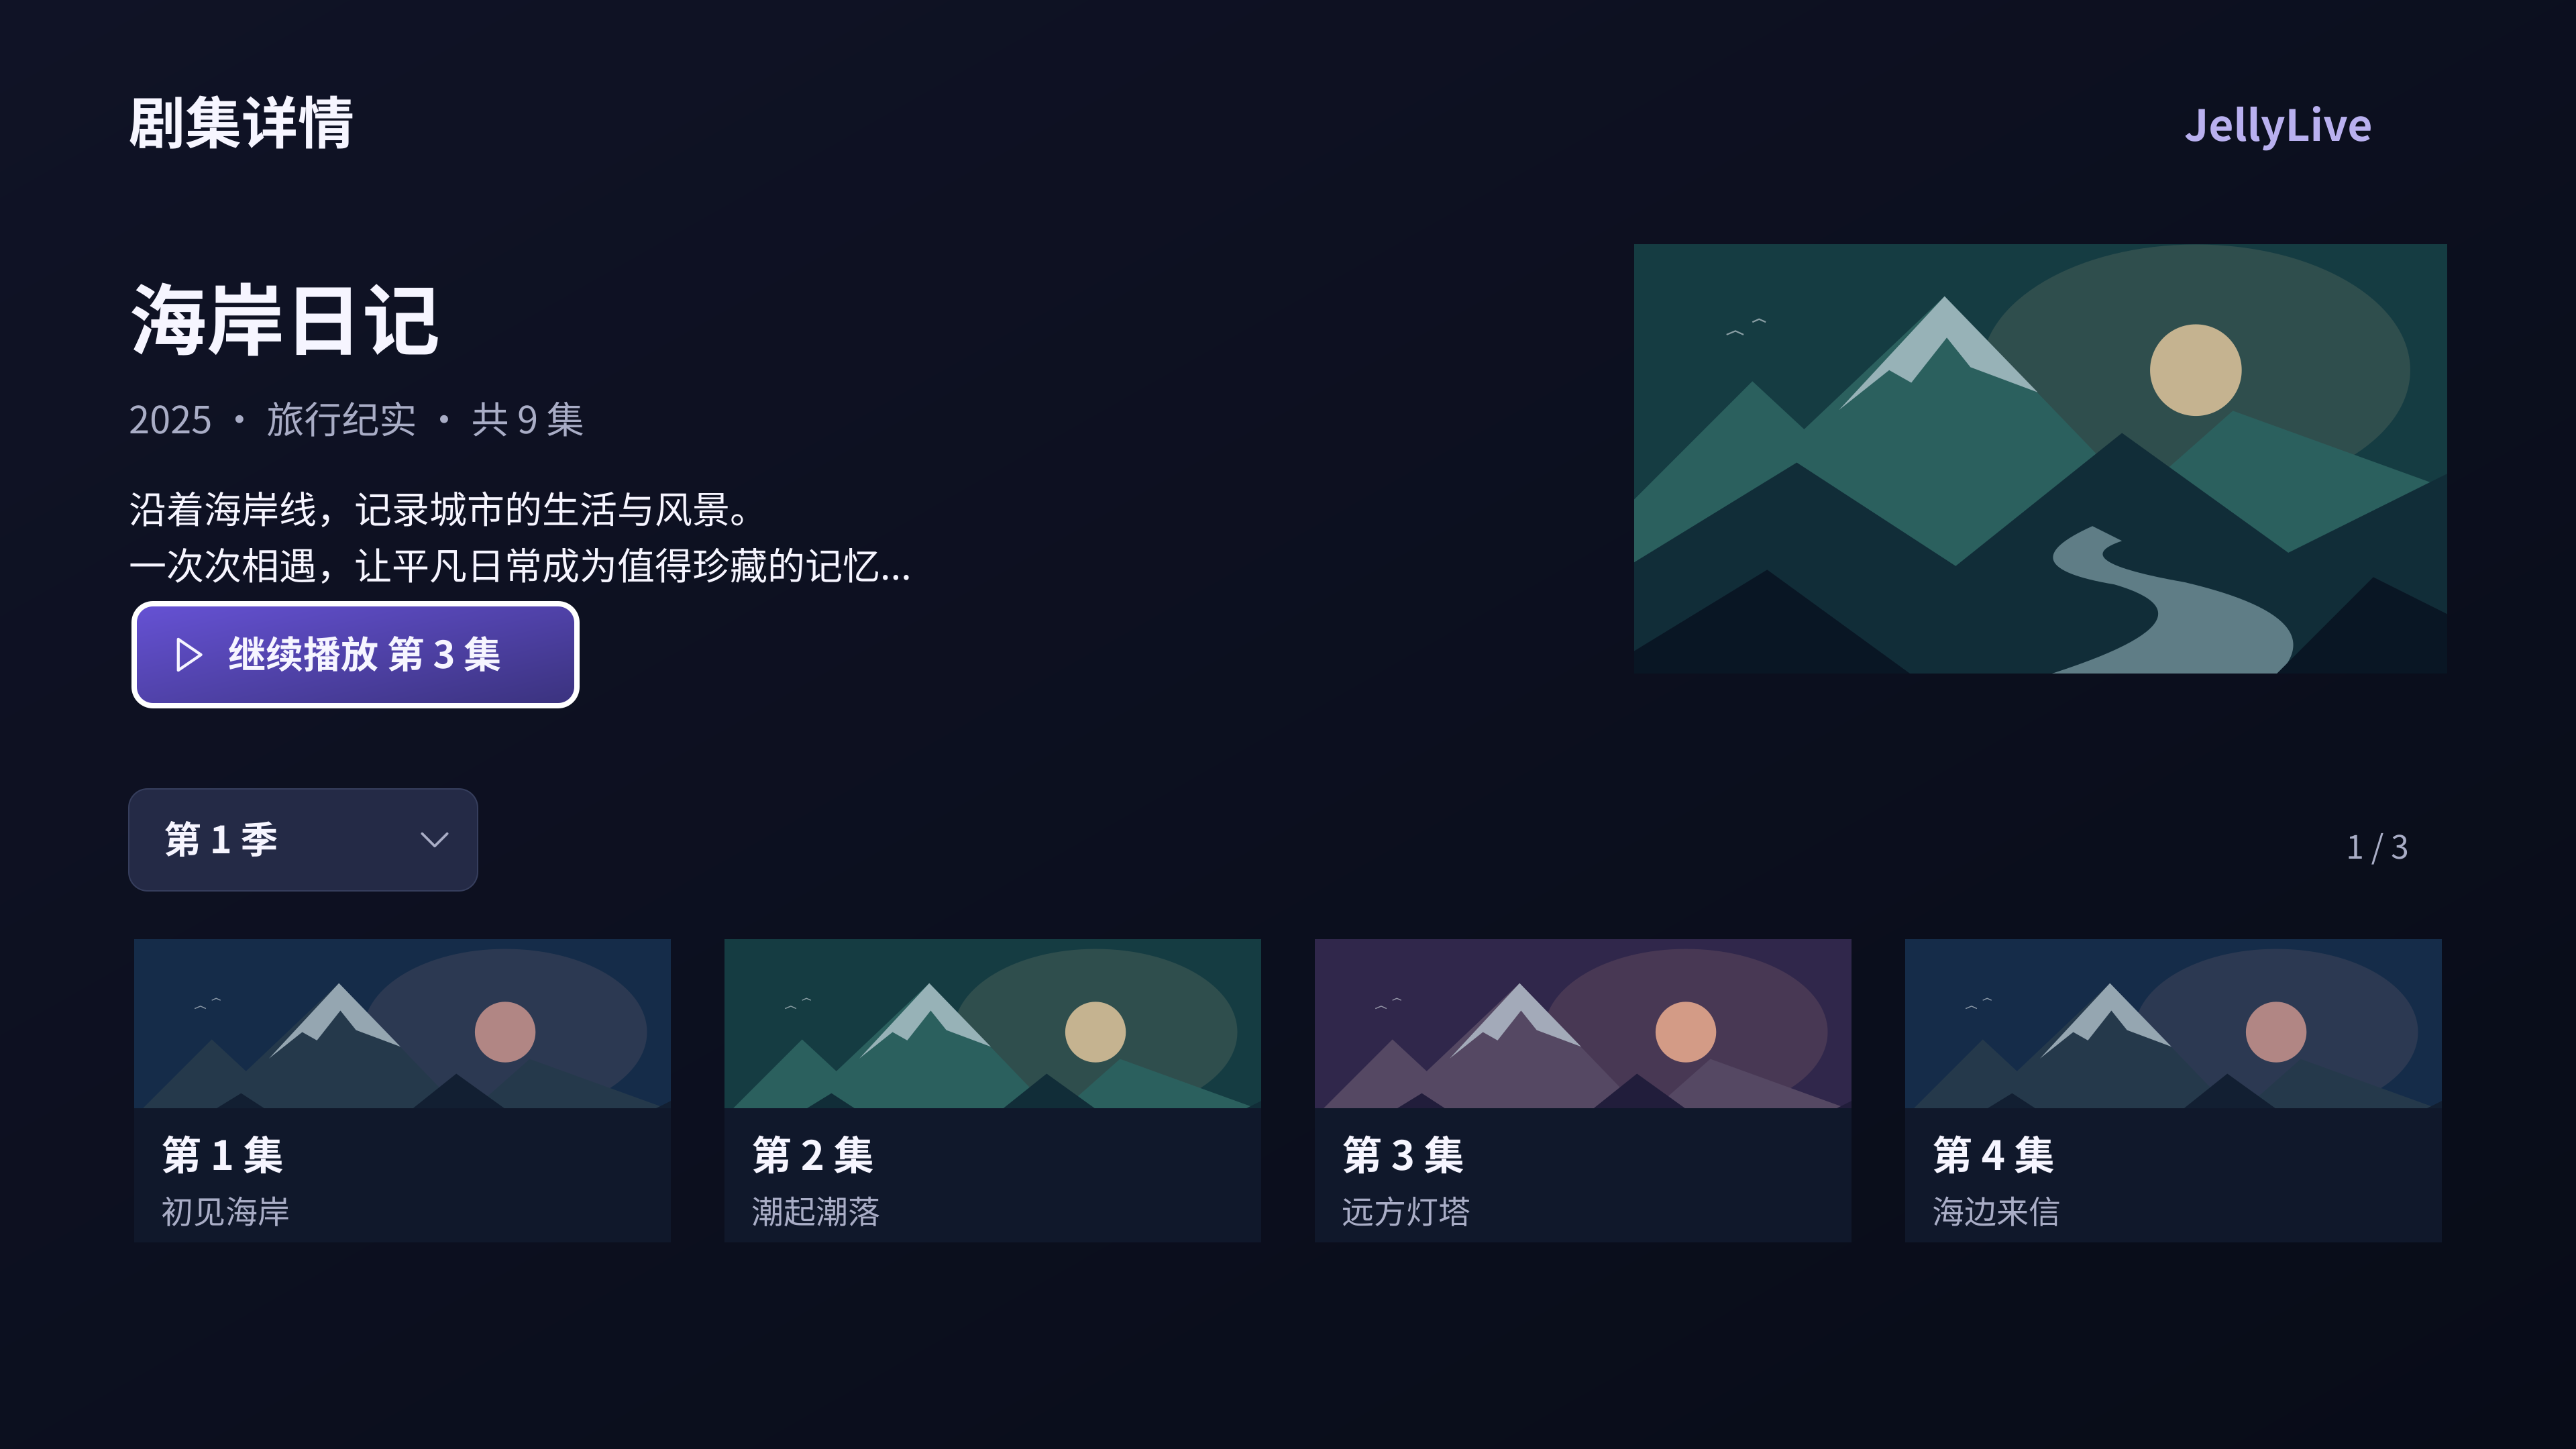 剧集详情
JellyLive
海岸日记
2025 · 旅行纪实 · 共 9 集
沿着海岸线，记录城市的生活与风景。
一次次相遇，让平凡日常成为值得珍藏的记忆...
继续播放 第 3 集
第 1 季
1 / 3
第 1 集
初见海岸
第 2 集
潮起潮落
第 3 集
远方灯塔
第 4 集
海边来信